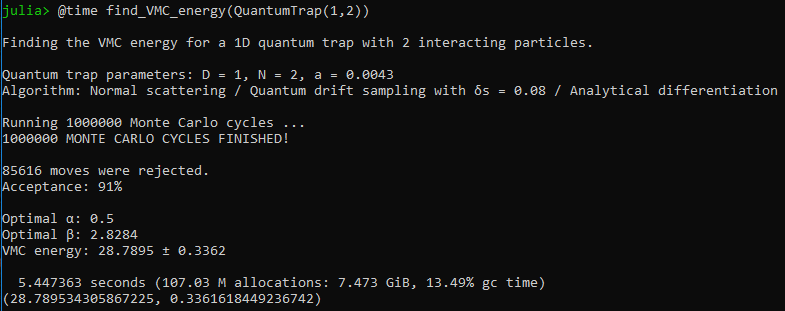 julia> @time find_VMC_energy(QuantumTrap(1,2))
Finding the VMC energy for a 1D quantum trap with 2 interacting particles.
Quantum trap parameters: D = 1, N = 2, a = 0.0043
Algorithm: Normal scattering / Quantum drift sampling with δs = 0.08 / Analytical differentiation
Running 1000000 Monte Carlo cycles ...
1000000 MONTE CARLO CYCLES FINISHED!
85616 moves were rejected.
Acceptance: 91%
Optimal α: 0.5
Optimal β: 2.8284
VMC energy: 28.7895 ± 0.3362
5.447363 seconds (107.03 M allocations: 7.473 GiB, 13.49% gc time)
(28.789534305867225, 0.3361618449236742)